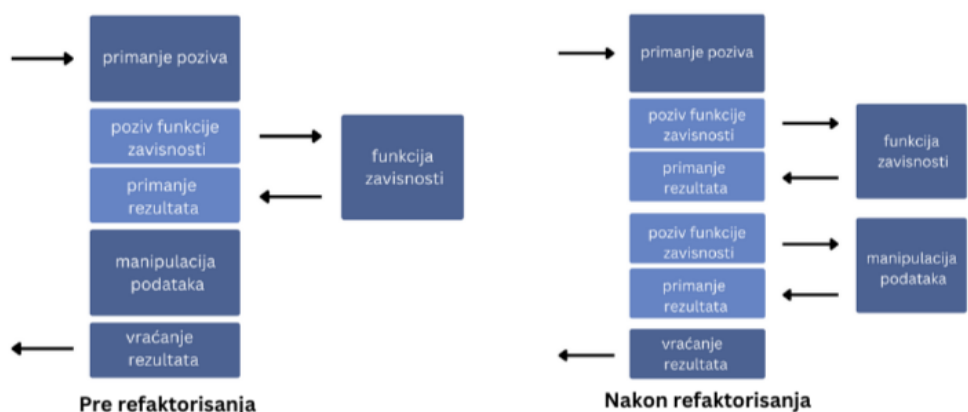 primanje poziva
poziv funkcije
zavisnosti
primanje
rezultata
manipulacija
podataka
vraćanje
rezultata
funkcija
zavisnosti
Pre refaktorisanja
primanje poziva
poziv funkcije
zavisnosti
primanje
rezultata
poziv funkcije
zavisnosti
primanje
rezultata
vraćanje
rezultata
funkcija
zavisnosti
manipulacija
podataka
Nakon refaktorisanja